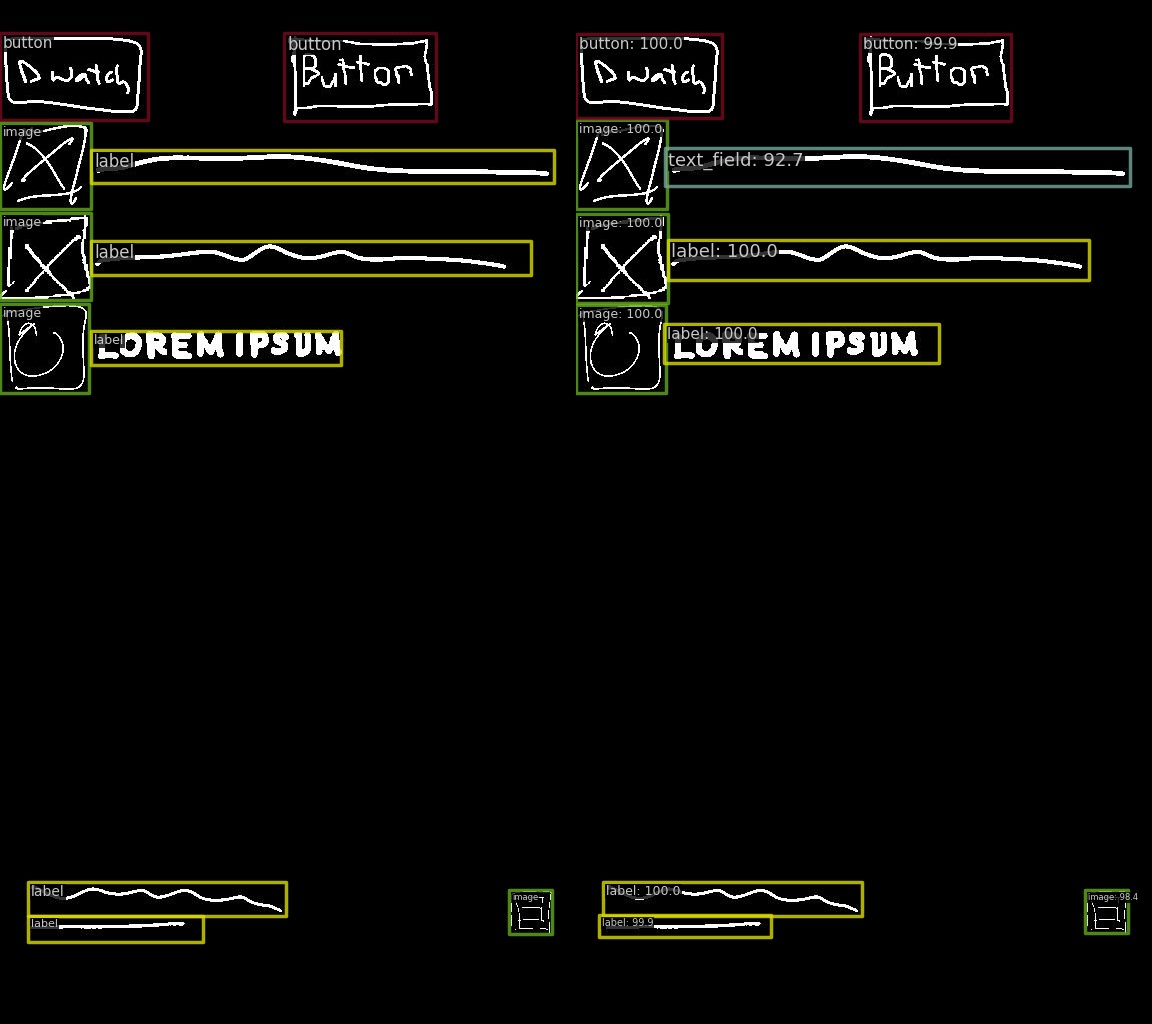 button button button: 100.0 button: 99.9
D watch Button D watch Button
image image: 100.0
label text_field: 92.7
image image: 100.0
label label: 100.0
image image: 100.0
label label: 100.0
LOREM IPSUM LOREM IPSUM
label label: 100.0
image image: 98.4
label label: 99.9